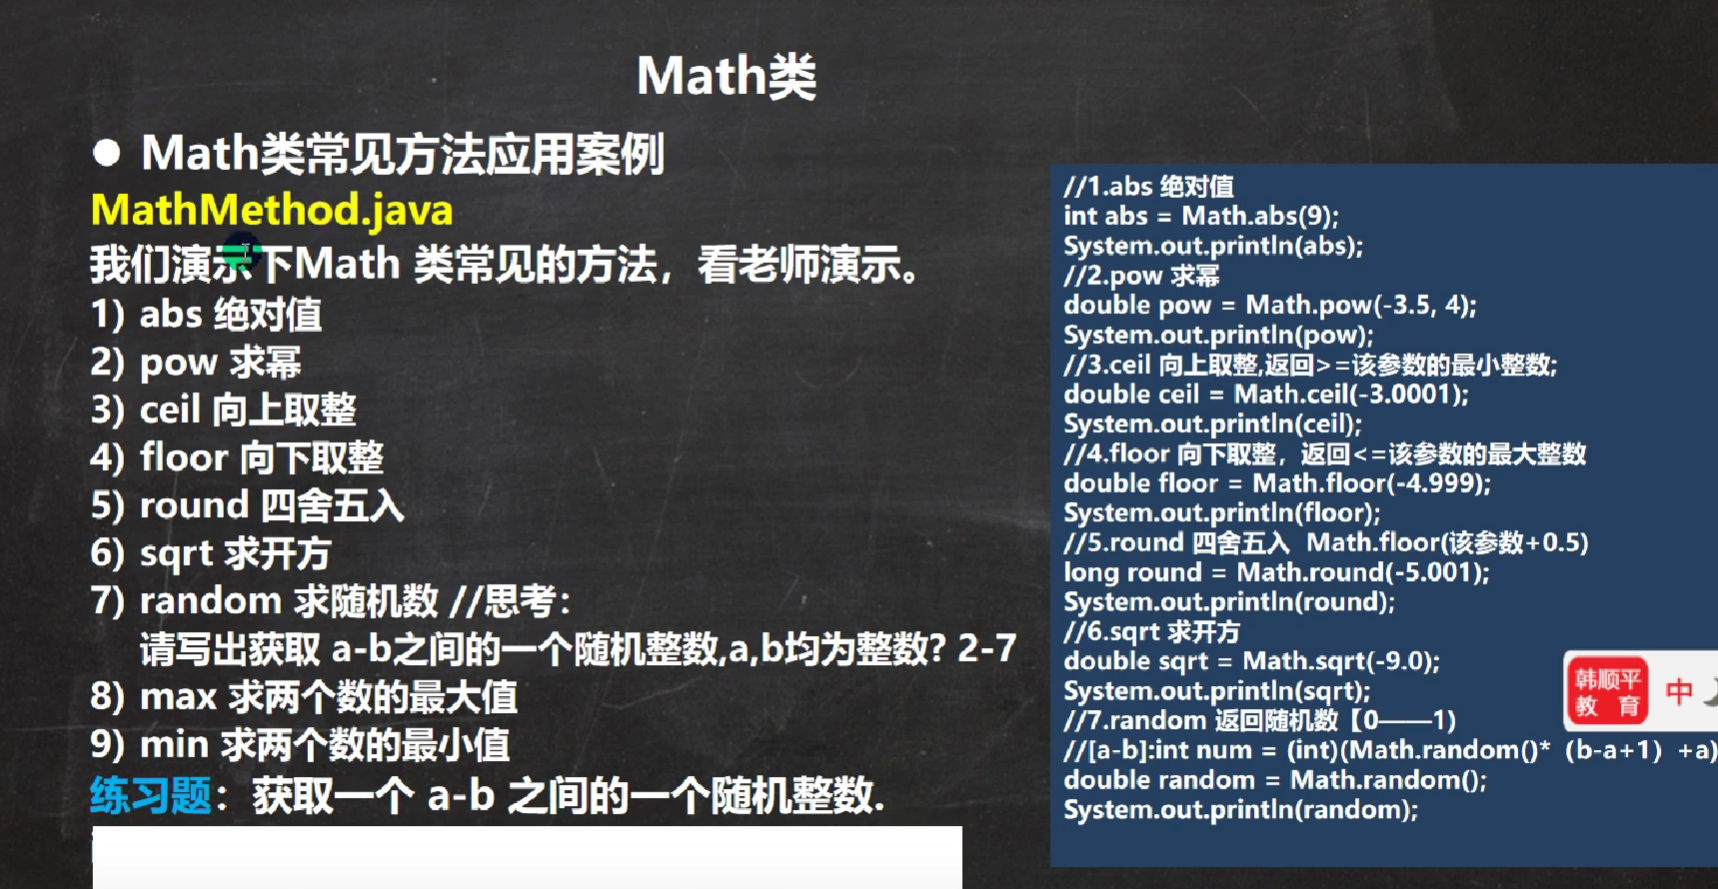 Math类
● Math类常见方法应用案例
MathMethod.java
我们演示下Math 类常见的方法，看老师演示。
1) abs 绝对值
2) pow 求幂
3) ceil 向上取整
4) floor 向下取整
5) round 四舍五入
6) sqrt 求开方
7) random 求随机数 //思考：
请写出获取 a-b之间的一个随机整数,a,b均为整数? 2-7
8) max 求两个数的最大值
9) min 求两个数的最小值
练习题：获取一个 a-b 之间的一个随机整数.
//1.abs 绝对值
int abs = Math.abs(9);
System.out.println(abs);
//2.pow 求幂
double pow = Math.pow(-3.5, 4);
System.out.println(pow);
//3.ceil 向上取整,返回>=该参数的最小整数;
double ceil = Math.ceil(-3.0001);
System.out.println(ceil);
//4.floor 向下取整，返回<=该参数的最大整数
double floor = Math.floor(-4.999);
System.out.println(floor);
//5.round 四舍五入 Math.floor(该参数+0.5)
long round = Math.round(-5.001);
System.out.println(round);
//6.sqrt 求开方
double sqrt = Math.sqrt(-9.0);
System.out.println(sqrt);
//7.random 返回随机数【0——1)
//[a-b]:int num = (int)(Math.random()*（b-a+1）+a)
double random = Math.random();
System.out.println(random);
韩顺平
教 育
中